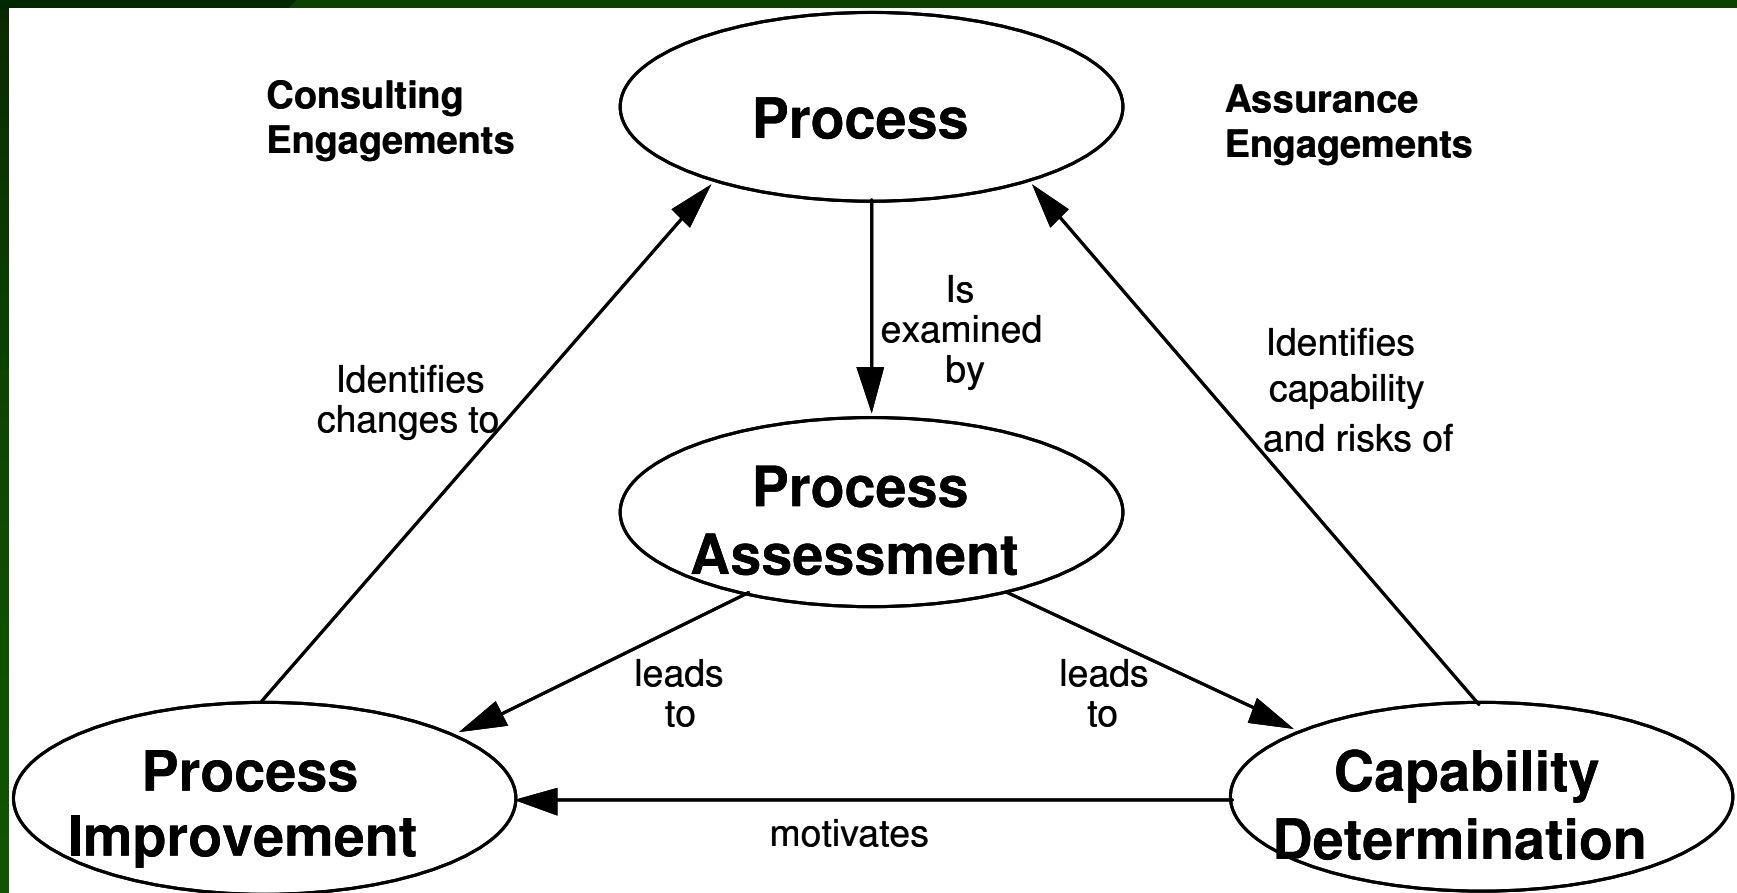 Consulting
Engagements
Process
Assurance
Engagements
Is
examined
by
Identifies
changes to
Identifies
capability
and risks of
Process
Assessment
leads
to
leads
to
Process
Improvement
motivates
Capability
Determination